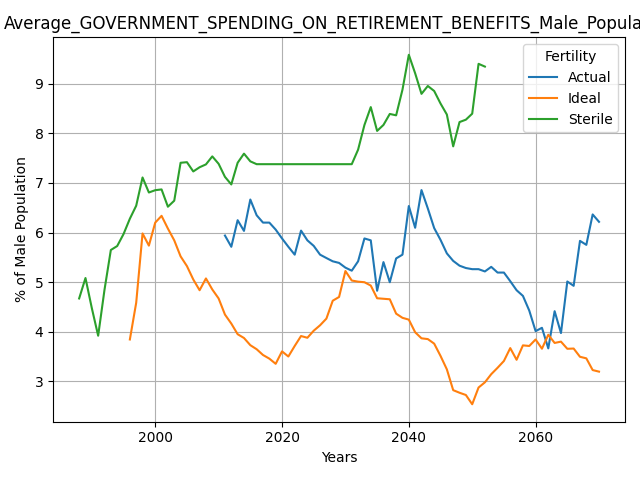 Average_GOVERNMENT_SPENDING_ON_RETIREMENT_BENEFITS_Male_Popula
Fertility
Actual
Ideal
Sterile
% of Male Population
9
8
7
6
5
4
3
2000 2020 2040 2060
Years